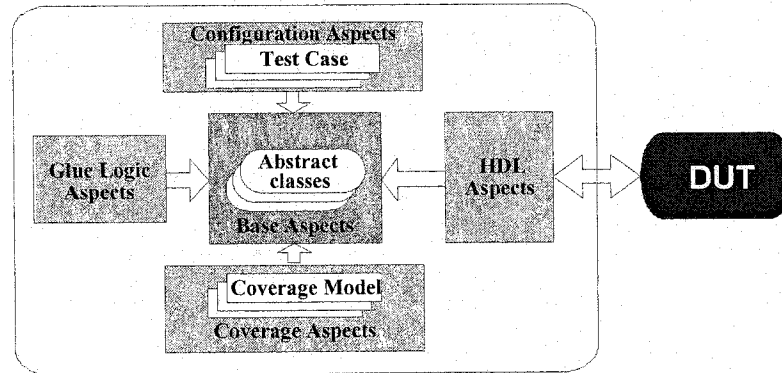 Configuration Aspects
Test Case
Glue Logic
Aspects
Abstract
classes
Base Aspects
HDL
Aspects
DUT
Coverage Model
Coverage Aspects